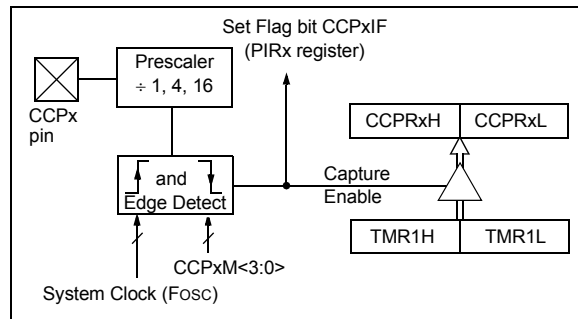 Set Flag bit CCPxIF
(PIRx register)
Prescaler
÷ 1, 4, 16
CCPx
pin
CCPRxH
CCPRxL
and
Edge Detect
Capture
Enable
TMR1H
TMR1L
CCPxM<3:0>
System Clock (FOSC)